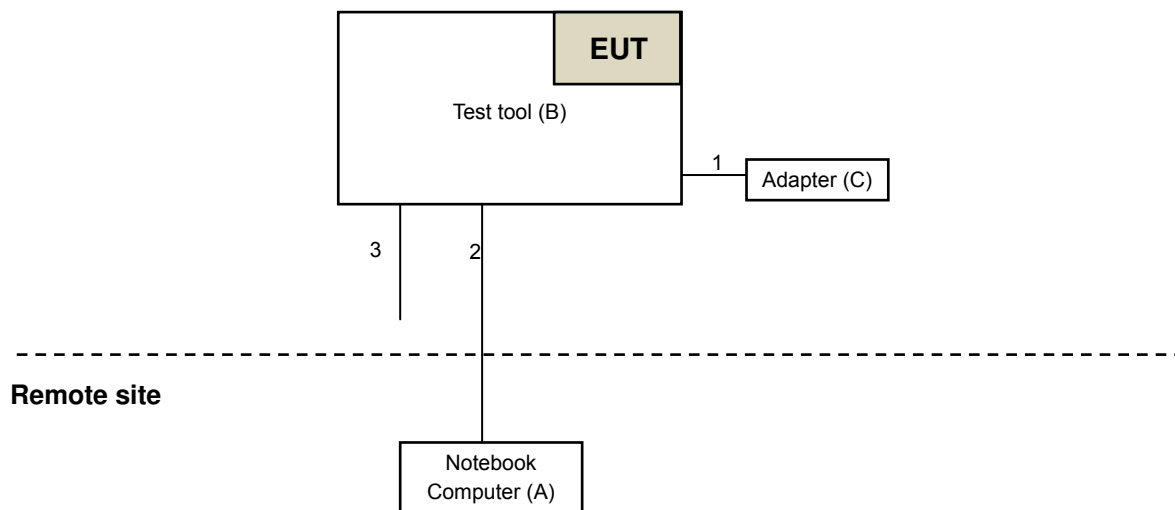 EUT
Test tool (B)
1
Adapter (C)
3
2
Remote site
Notebook
Computer (A)